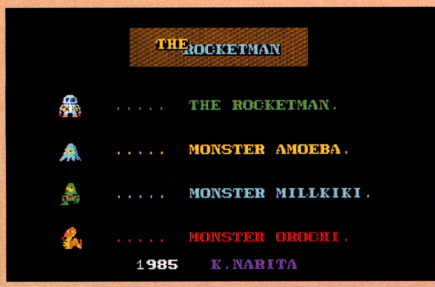 THE ROCKETMAN
..... THE ROCKETMAN.
..... MONSTER AMOEBA.
..... MONSTER MILLKIKI.
..... MONSTER OROCHI.
1985 K.NARITA